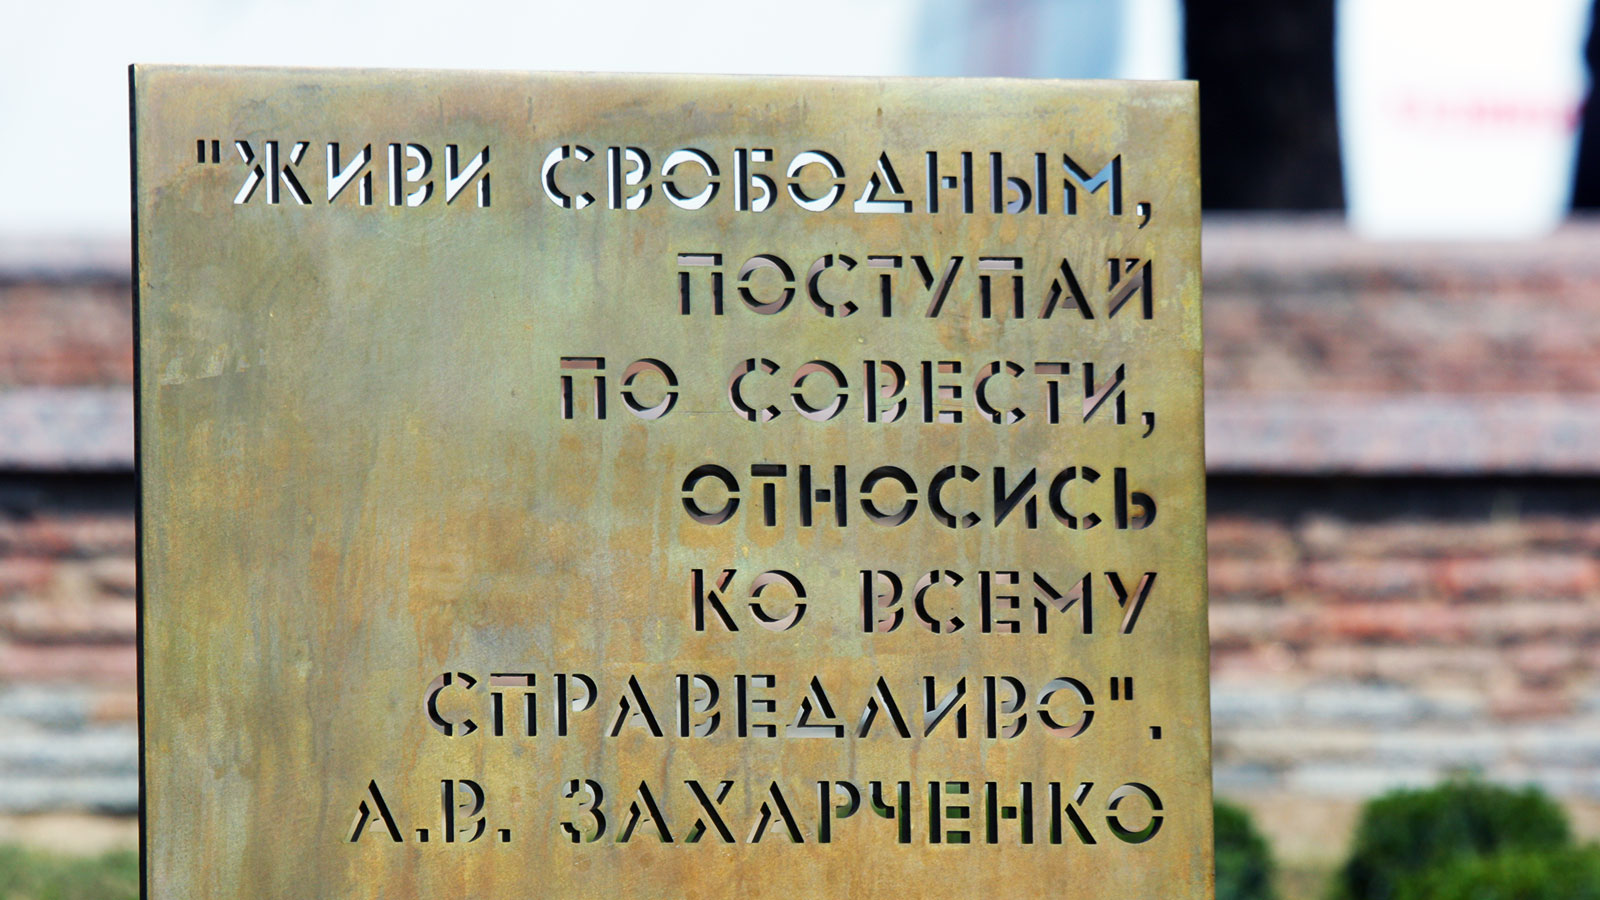 "ЖИВИ СВОБОДНЫМ,
ПОСТУПАЙ
ПО СОВЕСТИ,
ОТНОСИСЬ
КО ВСЕМУ
СПРАВЕДЛИВО".
А.В. ЗАХАРЧЕНКО